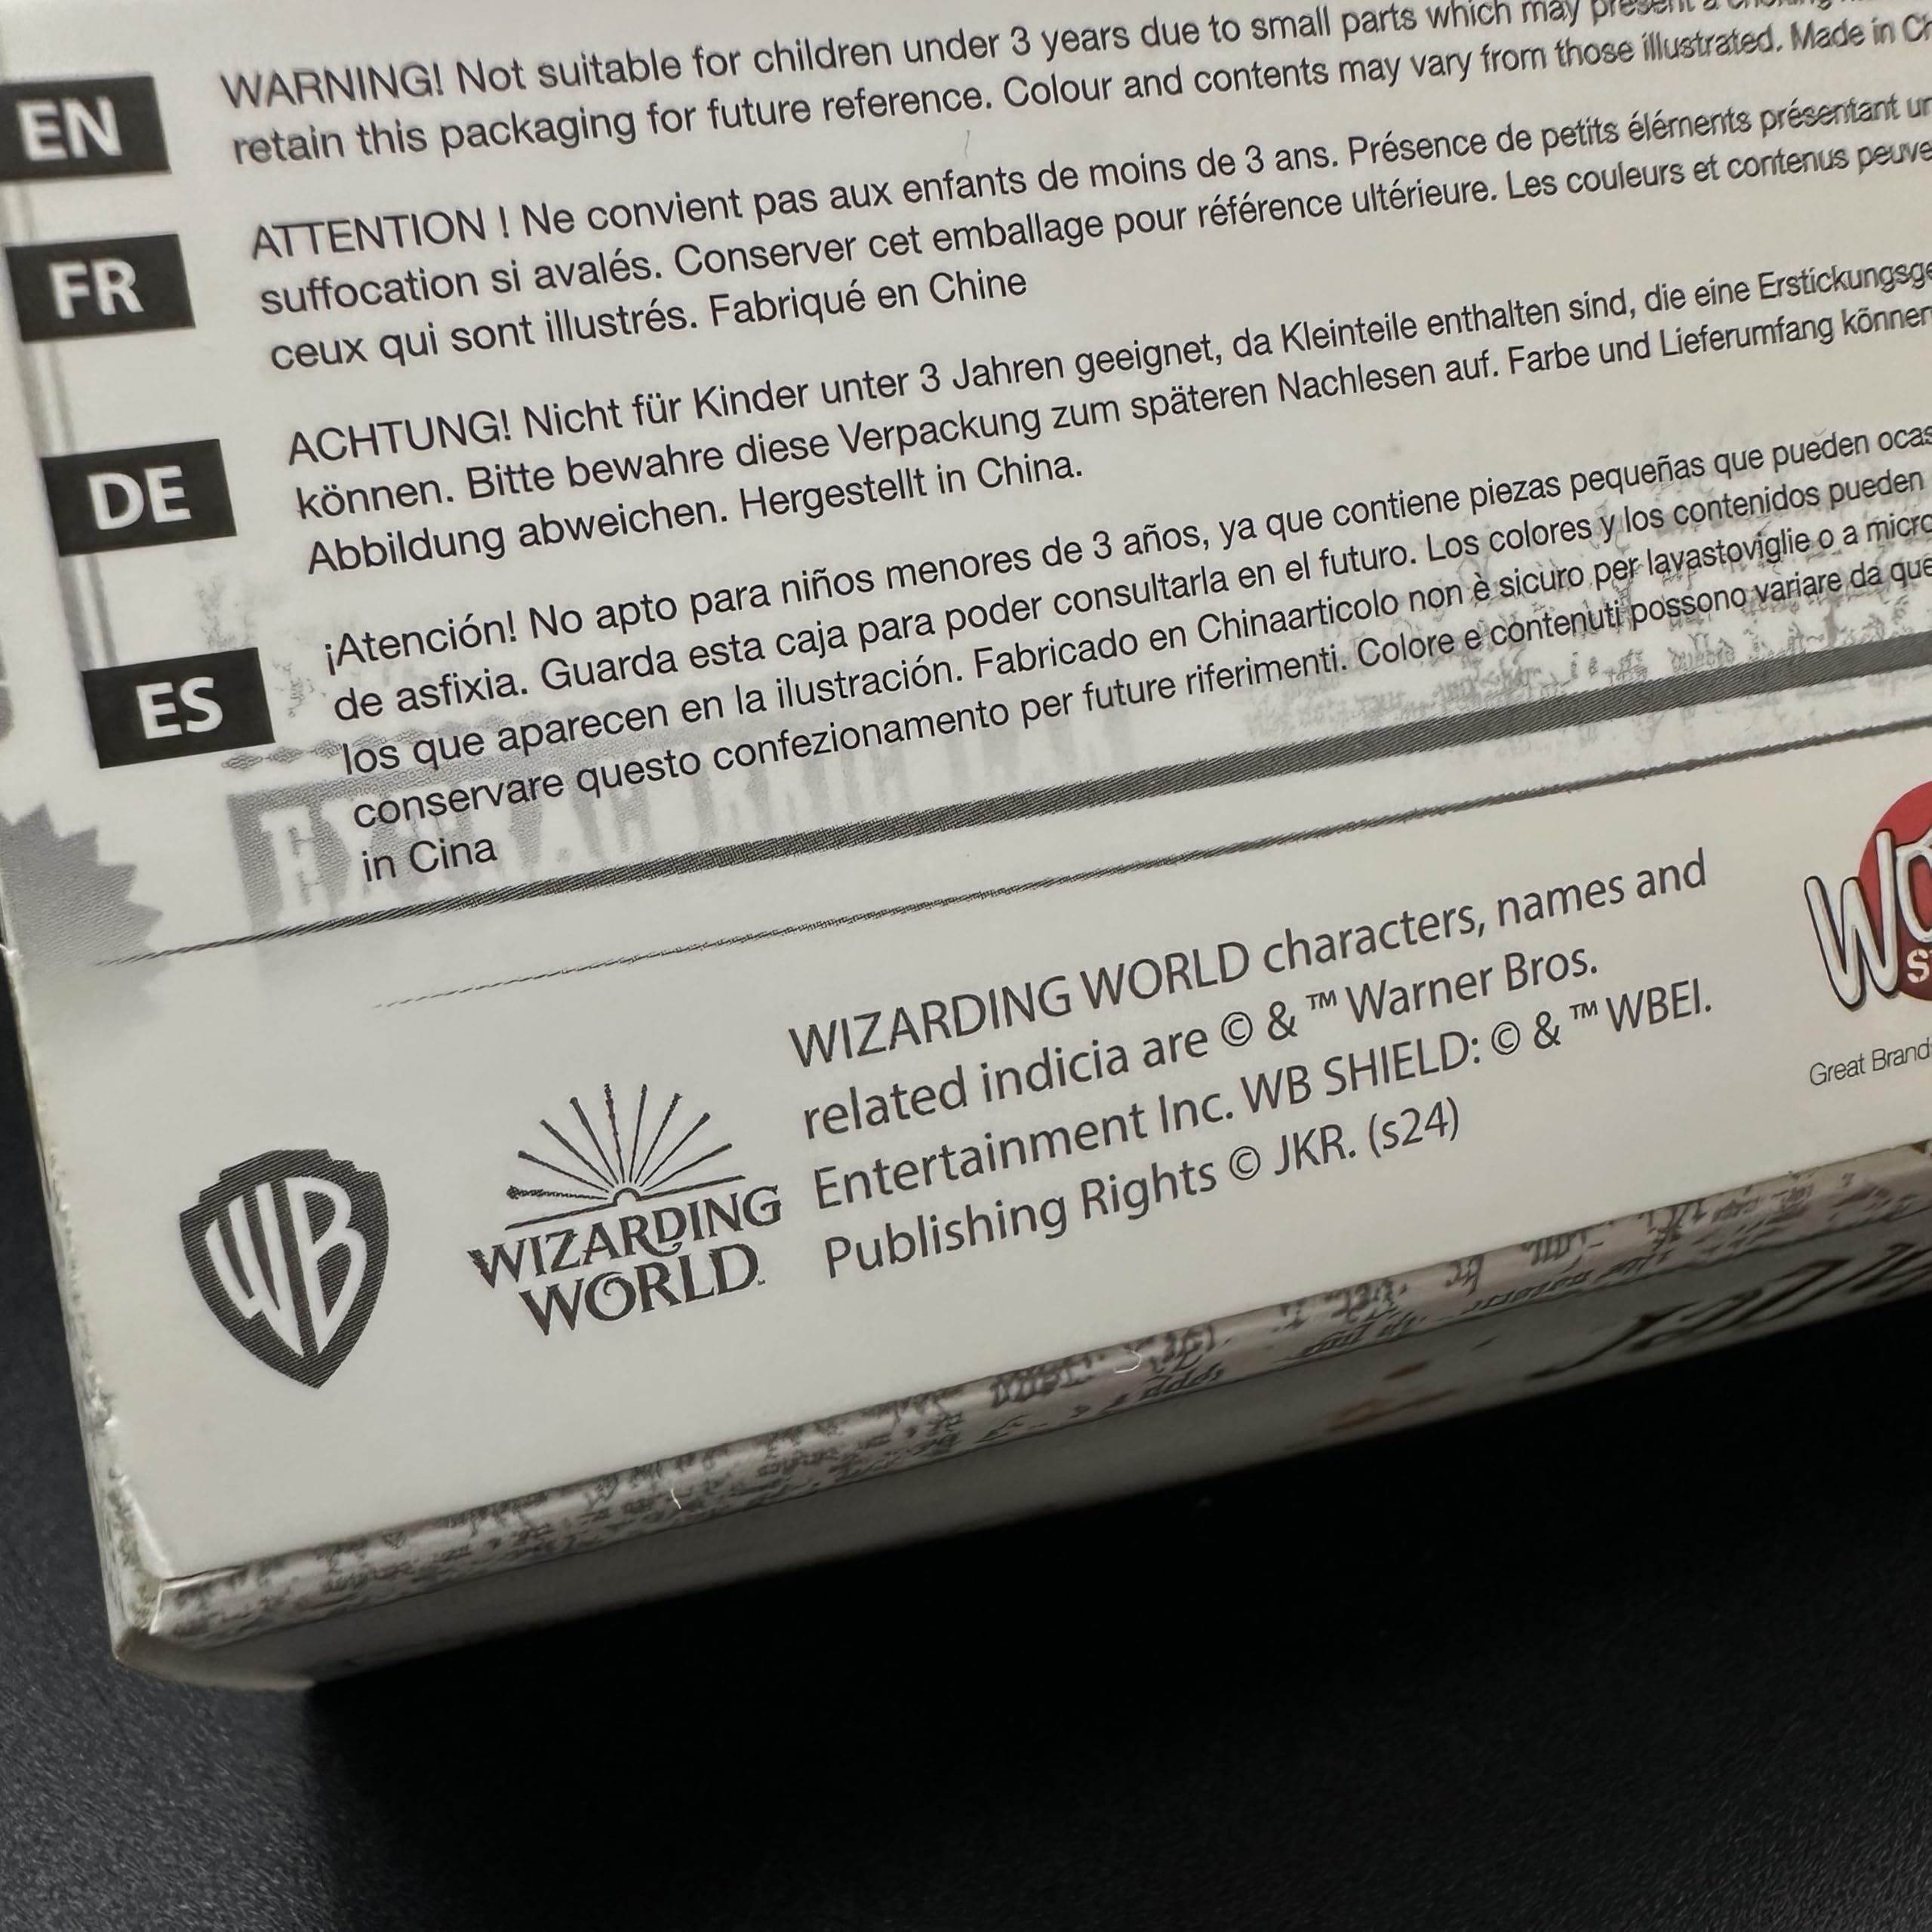 EN
WARNING! Not suitable for children under 3 years due to small parts which may present a
retain this packaging for future reference. Colour and contents may vary from those illustrated. Made in
FR
ATTENTION ! Ne convient pas aux enfants de moins de 3 ans. Présence de petits éléments présentant
suffocation si avalés. Conserver cet emballage pour référence ultérieure. Les couleurs et contenus
ceux qui sont illustrés. Fabriqué en Chine
DE
ACHTUNG! Nicht für Kinder unter 3 Jahren geeignet, da Kleinteile enthalten sind, die eine
können. Bitte bewahre diese Verpackung zum späteren Nachlesen auf. Farbe und Lieferumfang
Abbildung abweichen. Hergestellt in China.
ES
¡Atención! No apto para niños menores de 3 años, ya que contiene piezas pequeñas que pueden
de asfixia. Guarda esta caja para poder consultarla en el futuro. Los colores y los contenidos pueden
los que aparecen en la ilustración. Fabricado en Chinaarticolo non è sicuro per lavastoviglie o a
conservare questo confezionamento per future riferimenti. Colore e contenuti possono variare da
in Cina
WB
WIZARDING
WORLD
WIZARDING WORLD characters, names and
related indicia are © & ™ Warner Bros.
Entertainment Inc. WB SHIELD: © & ™ WBEI.
Publishing Rights © JKR. (s24)
Great